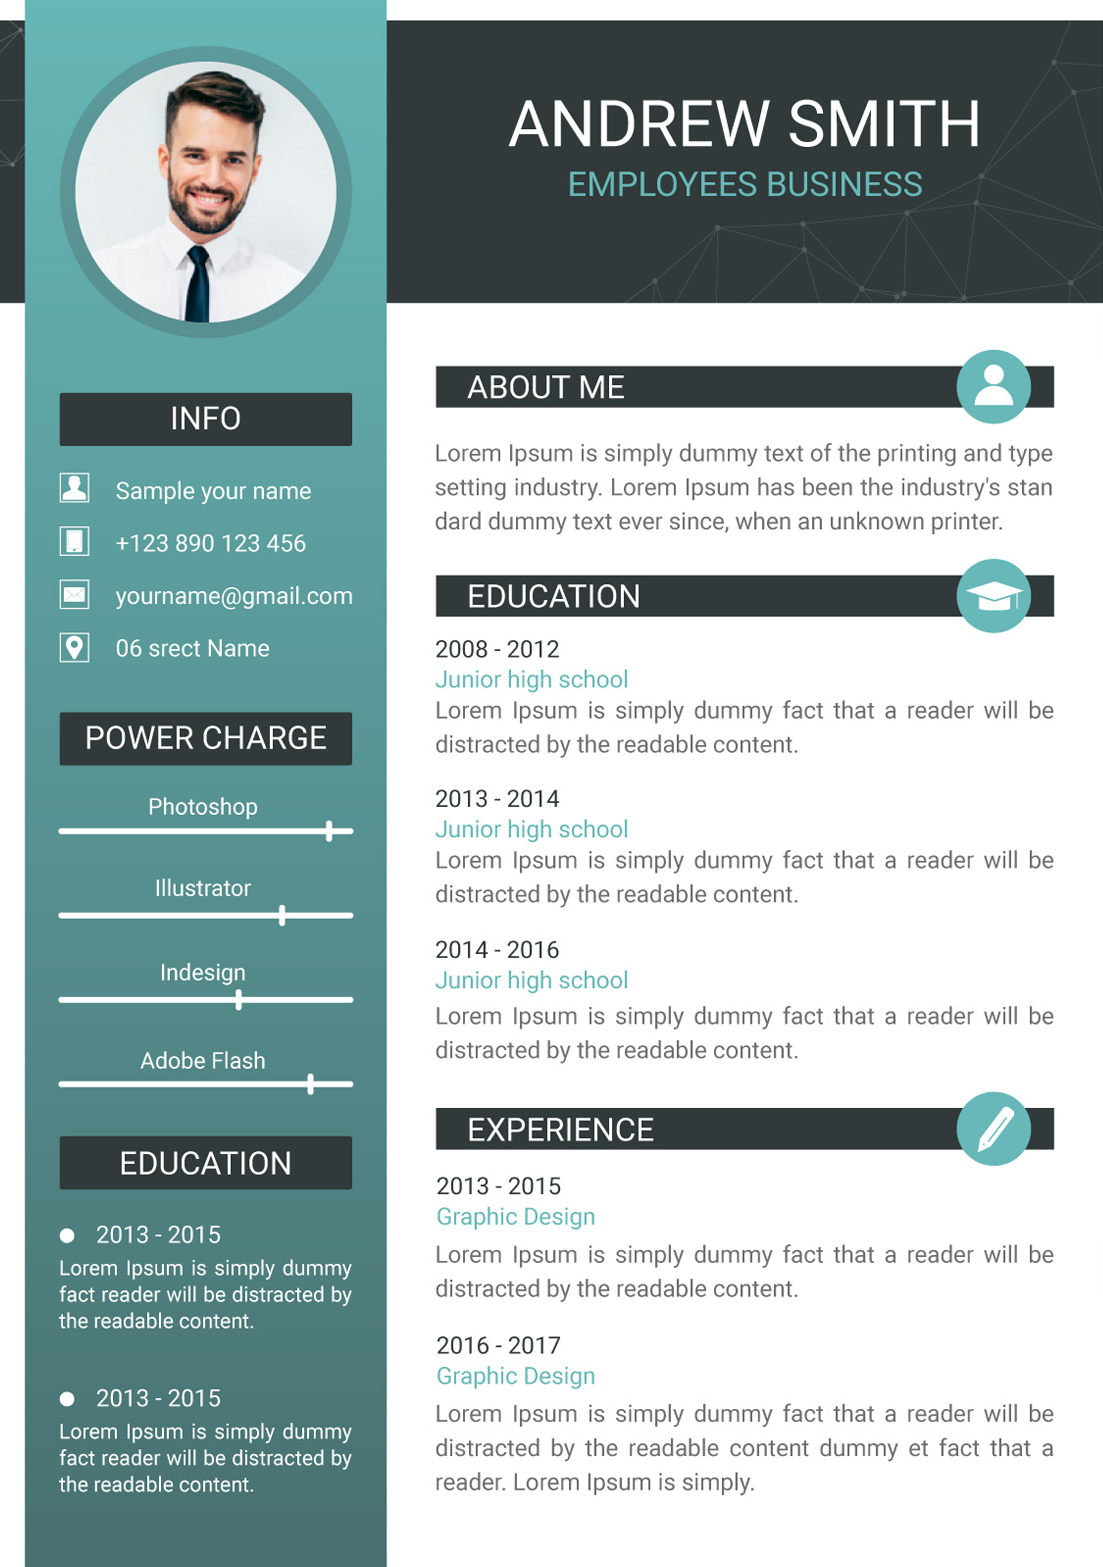 ANDREW SMITH
EMPLOYEES BUSINESS
INFO
Sample your name
+123 890 123 456
yourname@gmail.com
06 srect Name
POWER CHARGE
Photoshop
Illustrator
Indesign
Adobe Flash
EDUCATION
2013 - 2015
Lorem Ipsum is simply dummy
fact reader will be distracted by
the readable content.
2013 - 2015
Lorem Ipsum is simply dummy
fact reader will be distracted by
the readable content.
ABOUT ME
Lorem Ipsum is simply dummy text of the printing and type
setting industry. Lorem Ipsum has been the industry's stan
dard dummy text ever since, when an unknown printer.
EDUCATION
2008 - 2012
Junior high school
Lorem Ipsum is simply dummy fact that a reader will be
distracted by the readable content.
2013 - 2014
Junior high school
Lorem Ipsum is simply dummy fact that a reader will be
distracted by the readable content.
2014 - 2016
Junior high school
Lorem Ipsum is simply dummy fact that a reader will be
distracted by the readable content.
EXPERIENCE
2013 - 2015
Graphic Design
Lorem Ipsum is simply dummy fact that a reader will be
distracted by the readable content.
2016 - 2017
Graphic Design
Lorem Ipsum is simply dummy fact that a reader will be
distracted by the readable content dummy et fact that a
reader. Lorem Ipsum is simply.